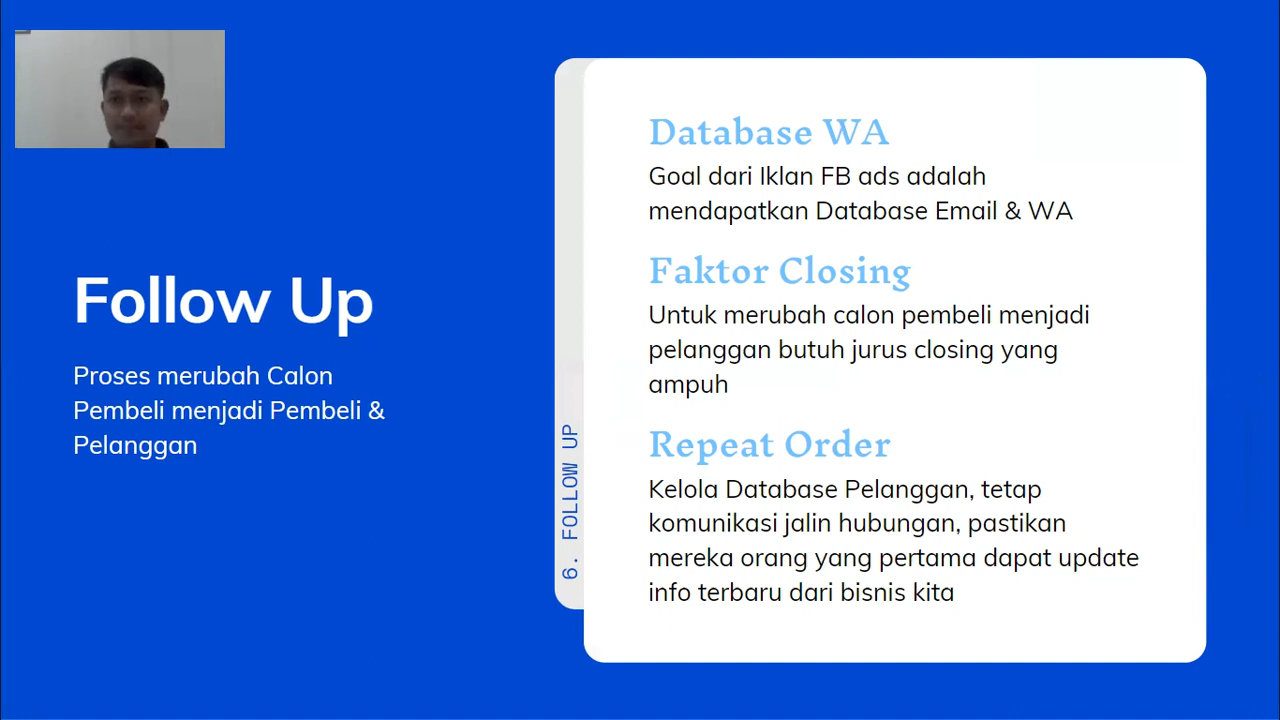 Follow Up
Proses merubah Calon
Pembeli menjadi Pembeli &
Pelanggan
6. FOLLOW UP
Database WA
Goal dari Iklan FB ads adalah
mendapatkan Database Email & WA
Faktor Closing
Untuk merubah calon pembeli menjadi
pelanggan butuh jurus closing yang
ampuh
Repeat Order
Kelola Database Pelanggan, tetap
komunikasi jalin hubungan, pastikan
mereka orang yang pertama dapat update
info terbaru dari bisnis kita